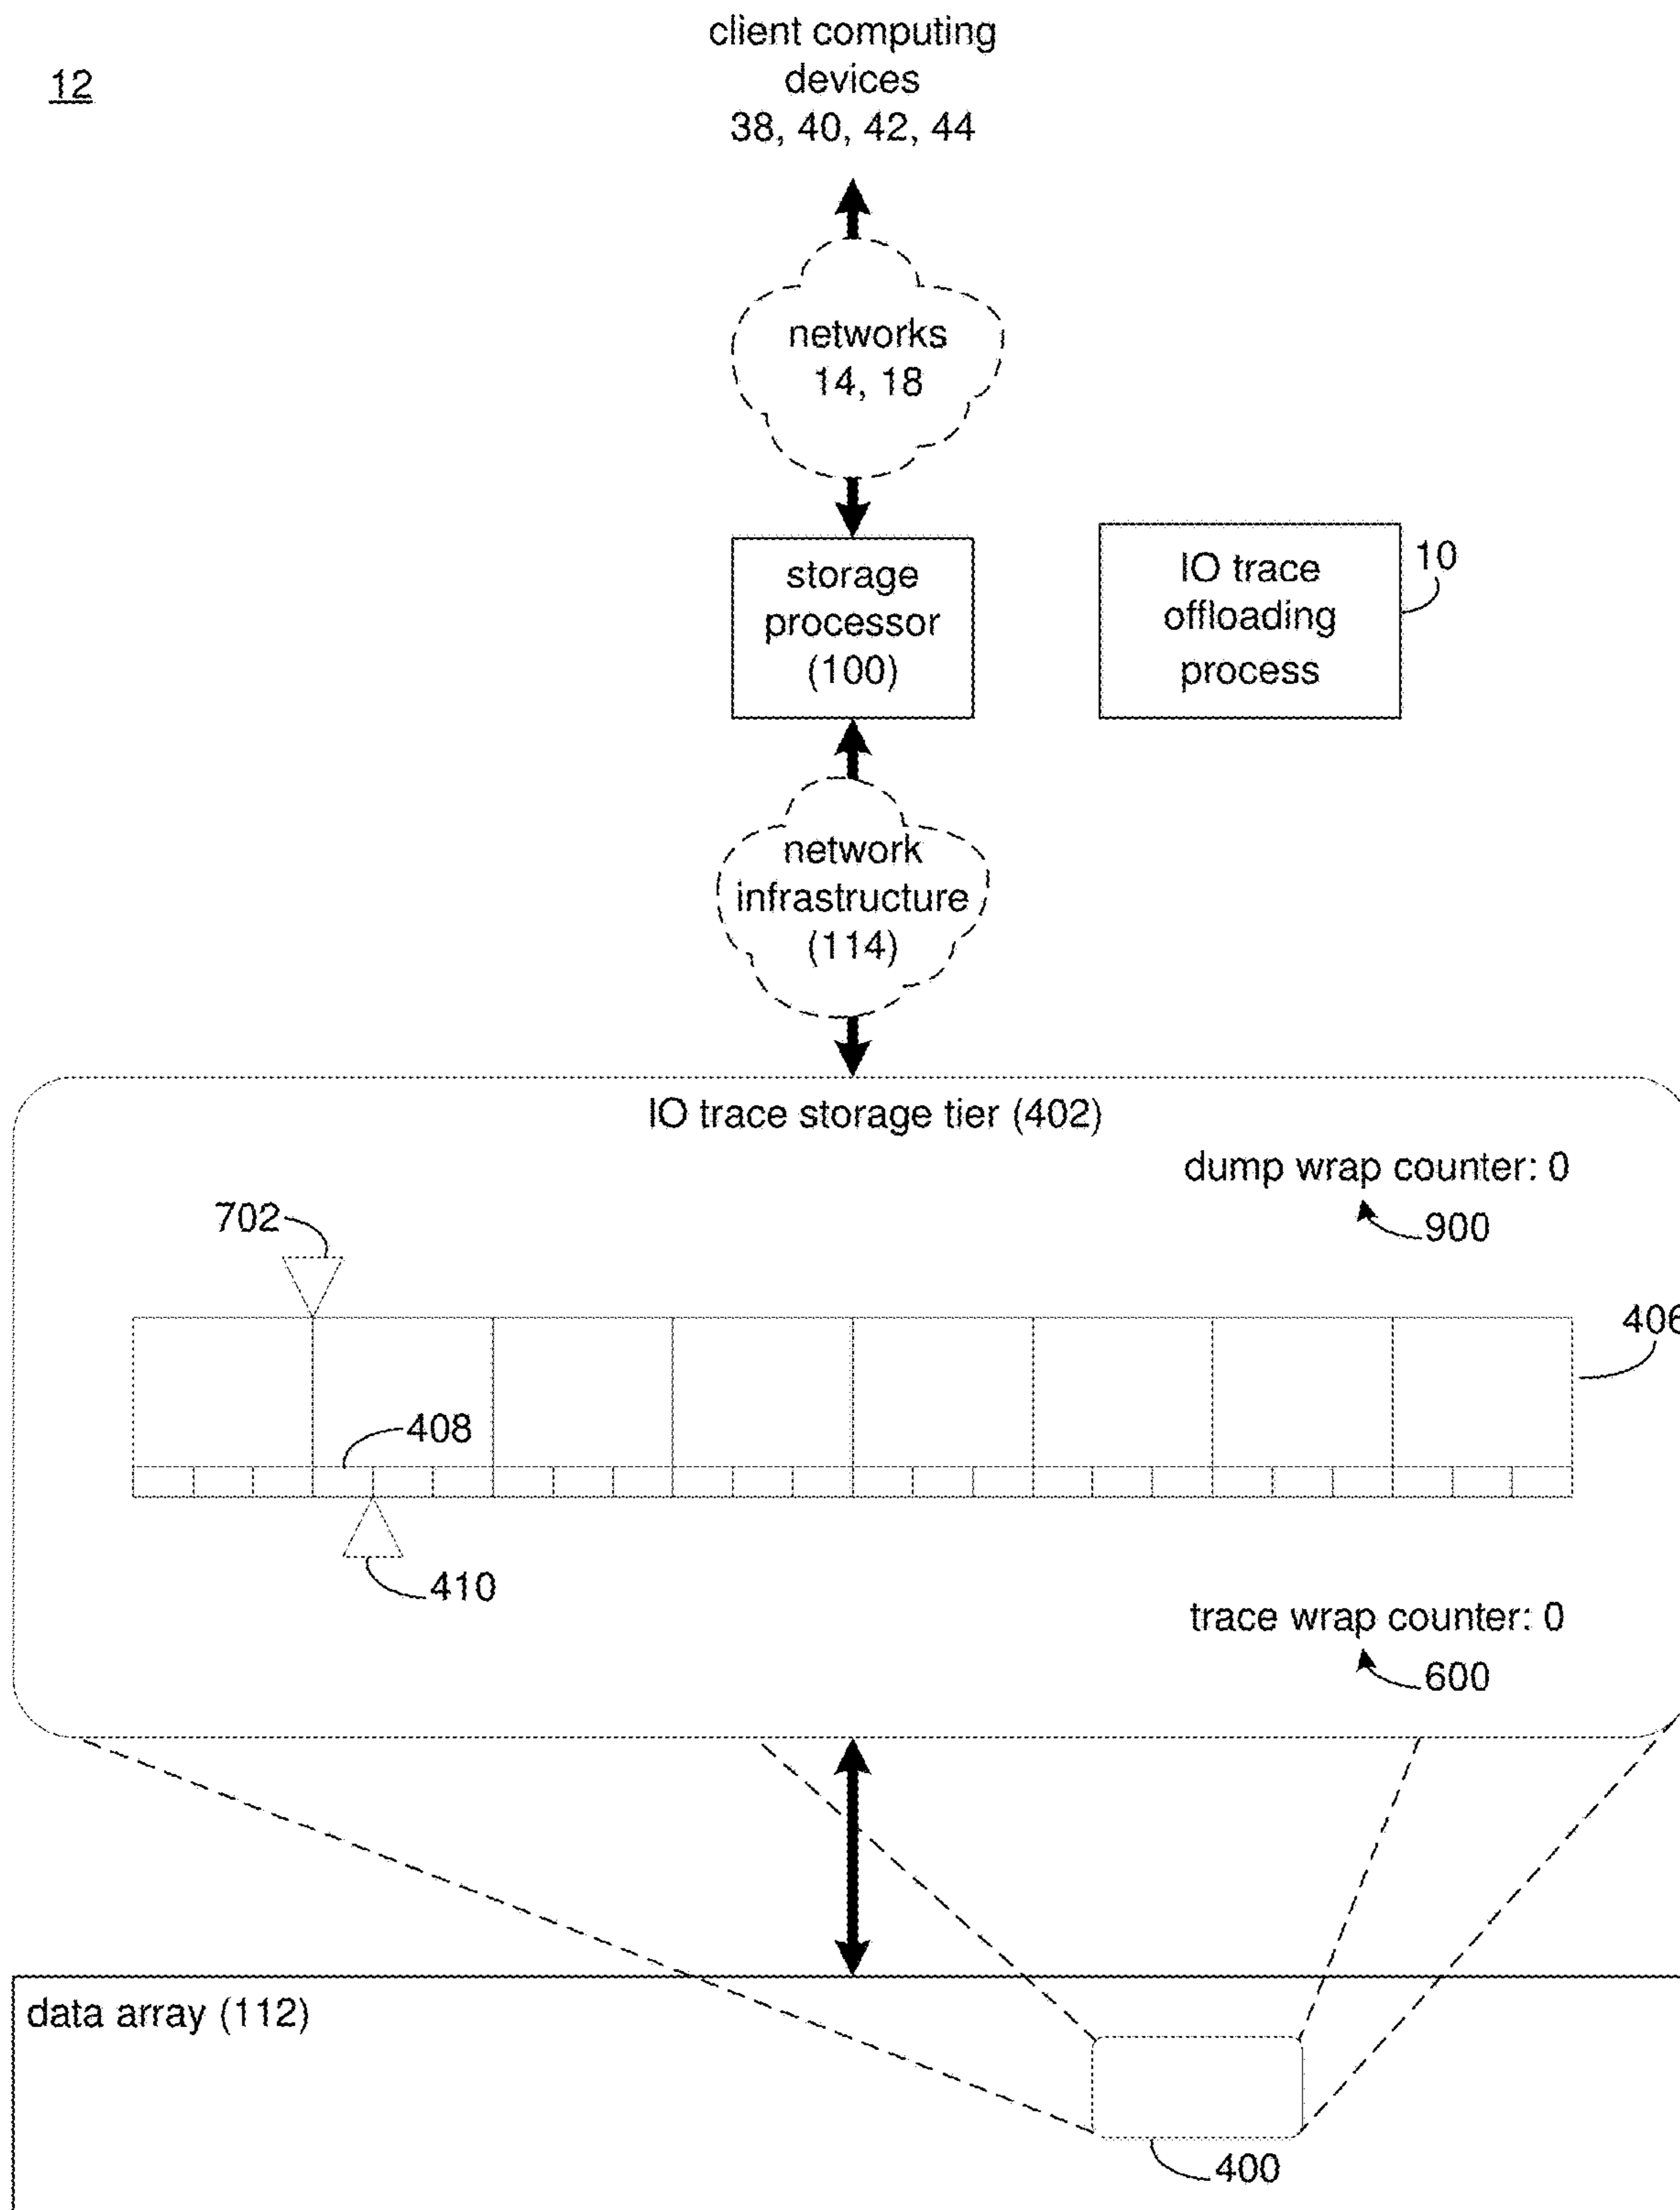 client computing
devices
38, 40, 42, 44
12
networks
14, 18
storage
processor
(100)
IO trace
offloading
process
10
network
infrastructure
(114)
IO trace storage tier (402)
dump wrap counter: 0
900
702
406
408
410
trace wrap counter: 0
600
data array (112)
400